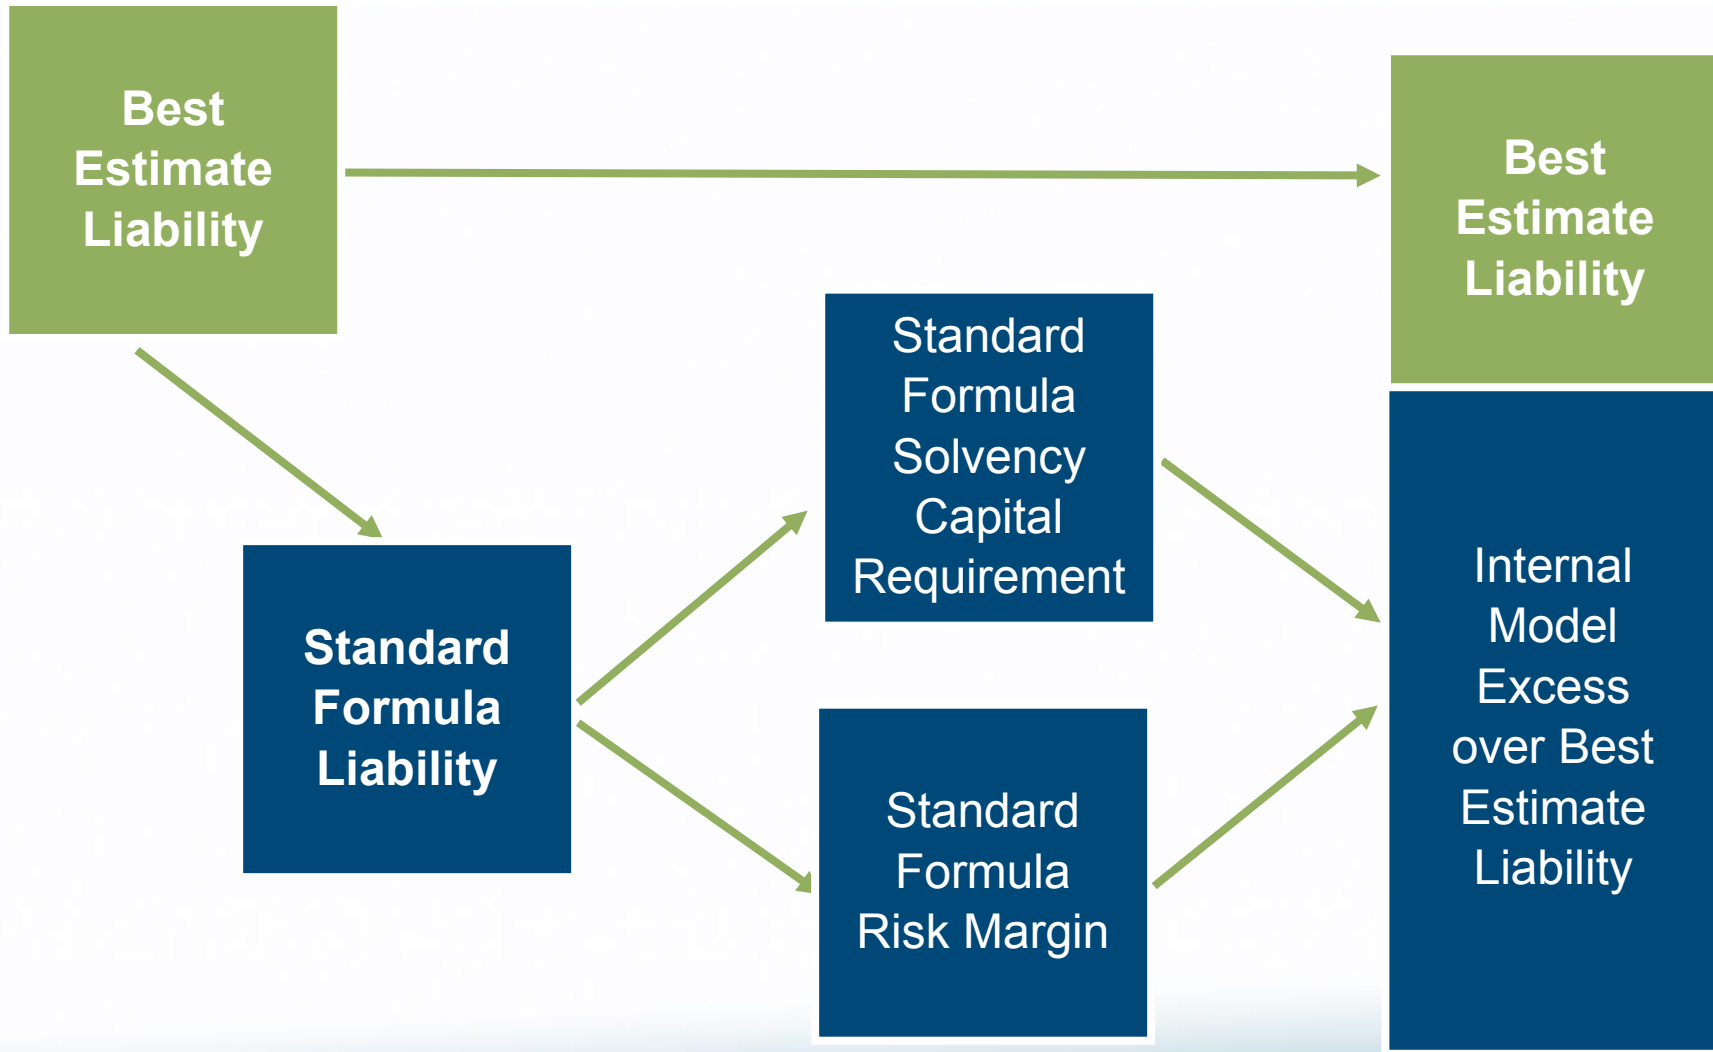 Best
Estimate
Liability
Best
Estimate
Liability
Standard
Formula
Solvency
Capital
Requirement
Standard
Formula
Liability
Standard
Formula
Risk Margin
Internal
Model
Excess
over Best
Estimate
Liability